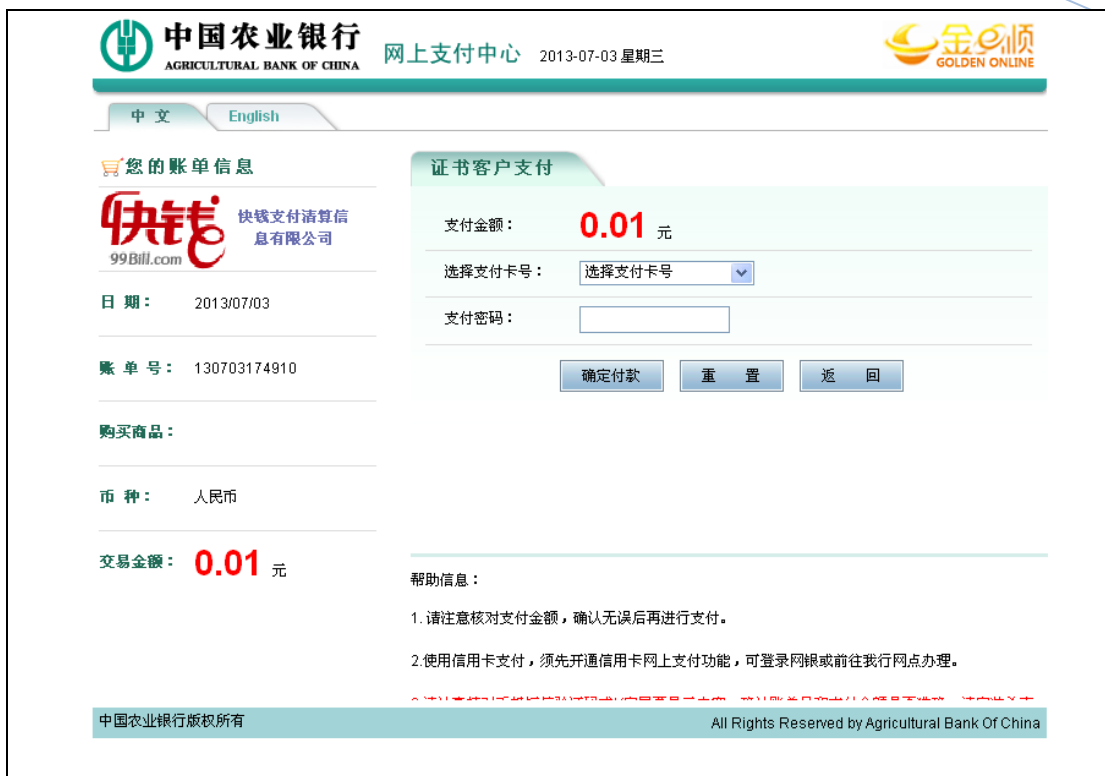 中国农业银行
AGRICULTURAL BANK OF CHINA
网上支付中心 2013-07-03 星期三
金e顺
GOLDEN ONLINE
中 文 English
您的账单信息
快钱
99Bill.com
快钱支付清算信
息有限公司
日 期： 2013/07/03
账 单 号： 130703174910
购买商品：
币 种： 人民币
交易金额： 0.01 元
证书客户支付
支付金额： 0.01 元
选择支付卡号： 选择支付卡号
支付密码：
确定付款 重 置 返 回
帮助信息：
1. 请注意核对支付金额，确认无误后再进行支付。
2.使用信用卡支付，须先开通信用卡网上支付功能，可登录网银或前往我行网点办理。
中国农业银行版权所有 All Rights Reserved by Agricultural Bank Of China